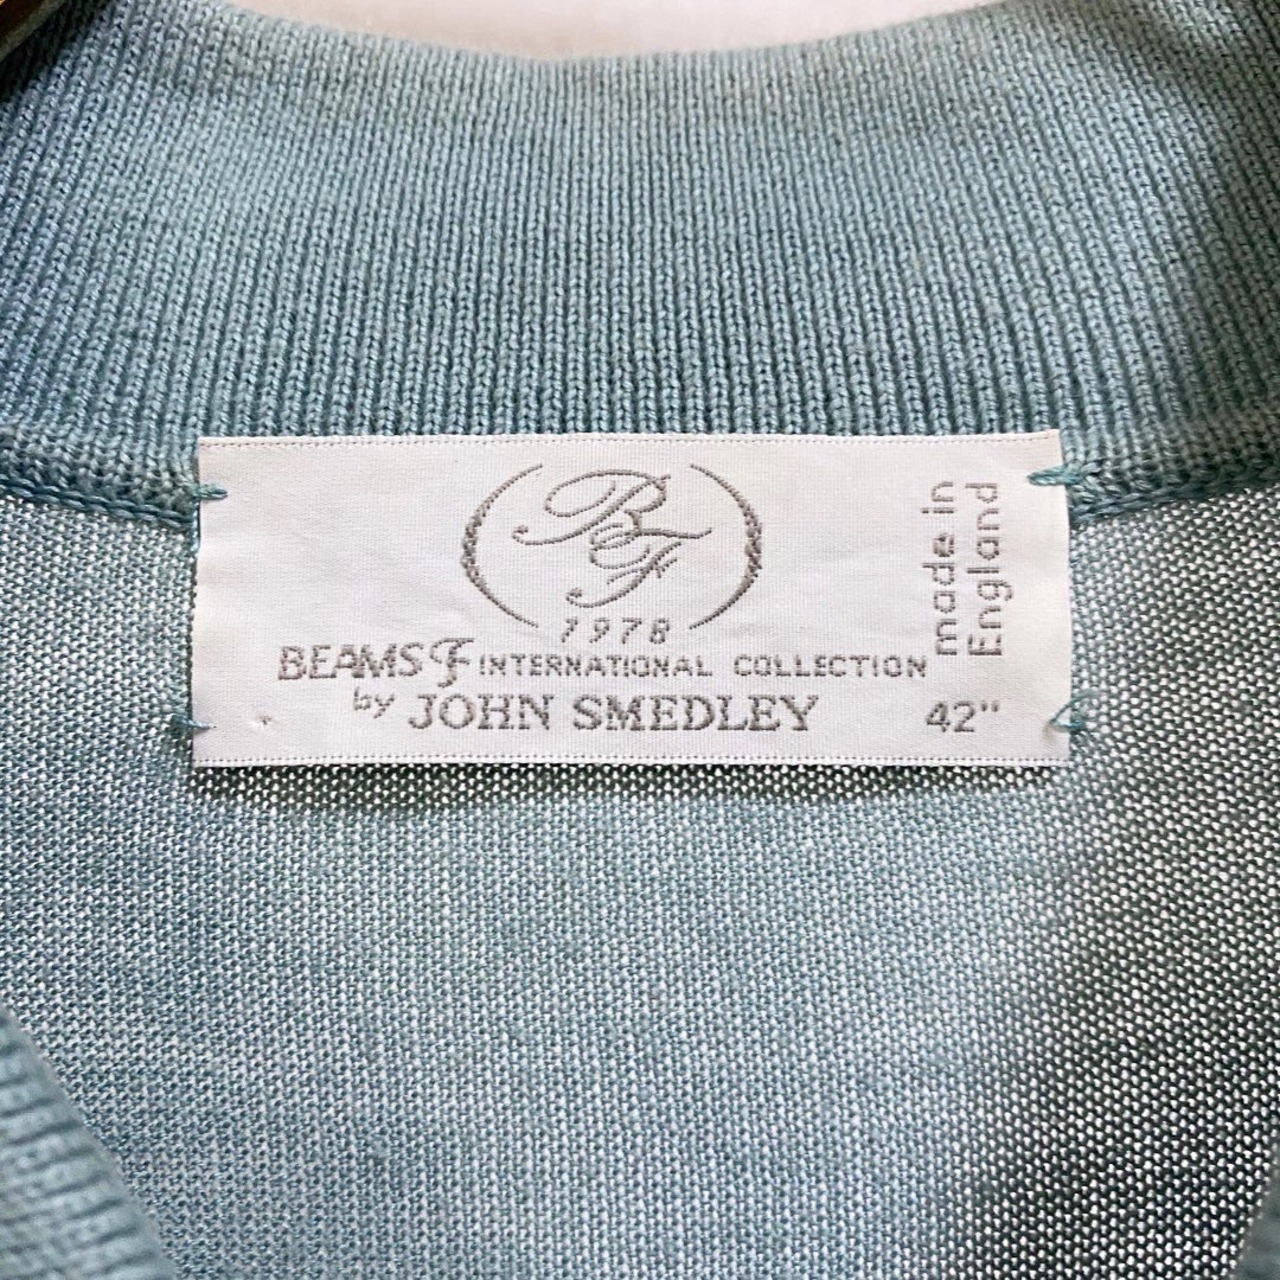 BF
1978
BEAMS F INTERNATIONAL COLLECTION
by JOHN SMEDLEY
made in
England
42"